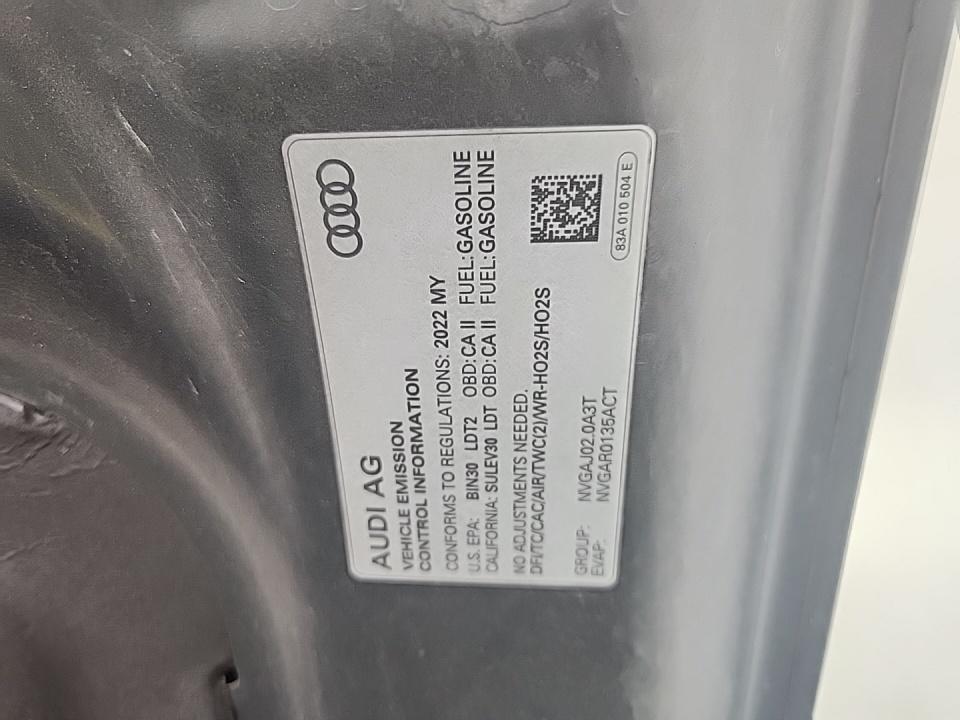 AUDI AG
VEHICLE EMISSION
CONTROL INFORMATION
CONFORMS TO REGULATIONS: 2022 MY
U.S. EPA: BIN30 LDT2 OBD:CA II FUEL:GASOLINE
CALIFORNIA: SULEV30 LDT OBD:CA II FUEL:GASOLINE
NO ADJUSTMENTS NEEDED.
DFI/TC/CAC/AIR/TWC(2)/WR-HO2S/HO2S
GROUP: NVGAJ02.0A3T
EVAP: NVGAR0135ACT
83A 010 504 E